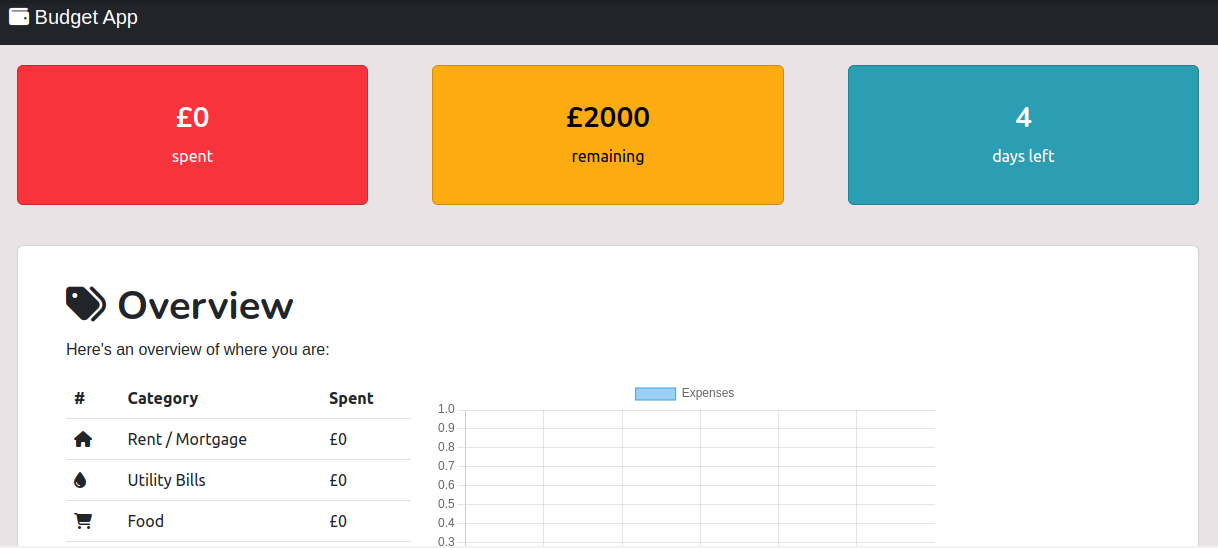 Budget App
£0
spent
£2000
remaining
4
days left
Overview
Here's an overview of where you are:
# Category Spent
Rent / Mortgage £0
Utility Bills £0
Food £0
Expenses
1.0
0.9
0.8
0.7
0.6
0.5
0.4
0.3